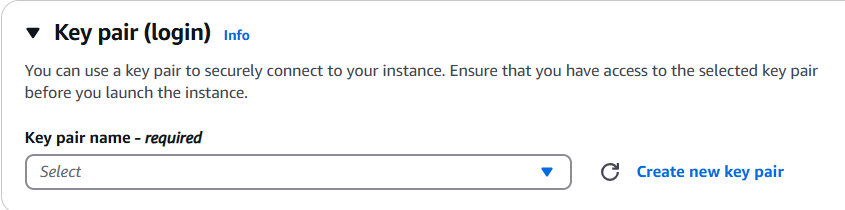 Key pair (login) Info
You can use a key pair to securely connect to your instance. Ensure that you have access to the selected key pair
before you launch the instance.
Key pair name - required
Select
Create new key pair